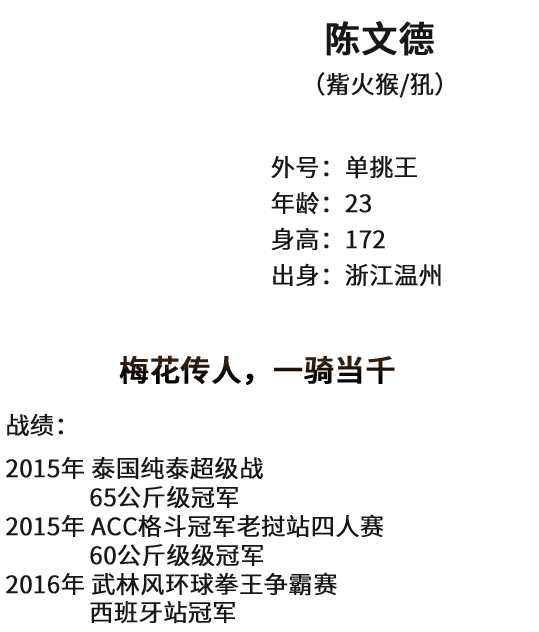 陈文德
（觜火猴/犼）
外号：单挑王
年龄：23
身高：172
出身：浙江温州
梅花传人，一骑当千
战绩：
2015年 泰国纯泰超级战
65公斤级冠军
2015年 ACC格斗冠军老挝站四人赛
60公斤级级冠军
2016年 武林风环球拳王争霸赛
西班牙站冠军